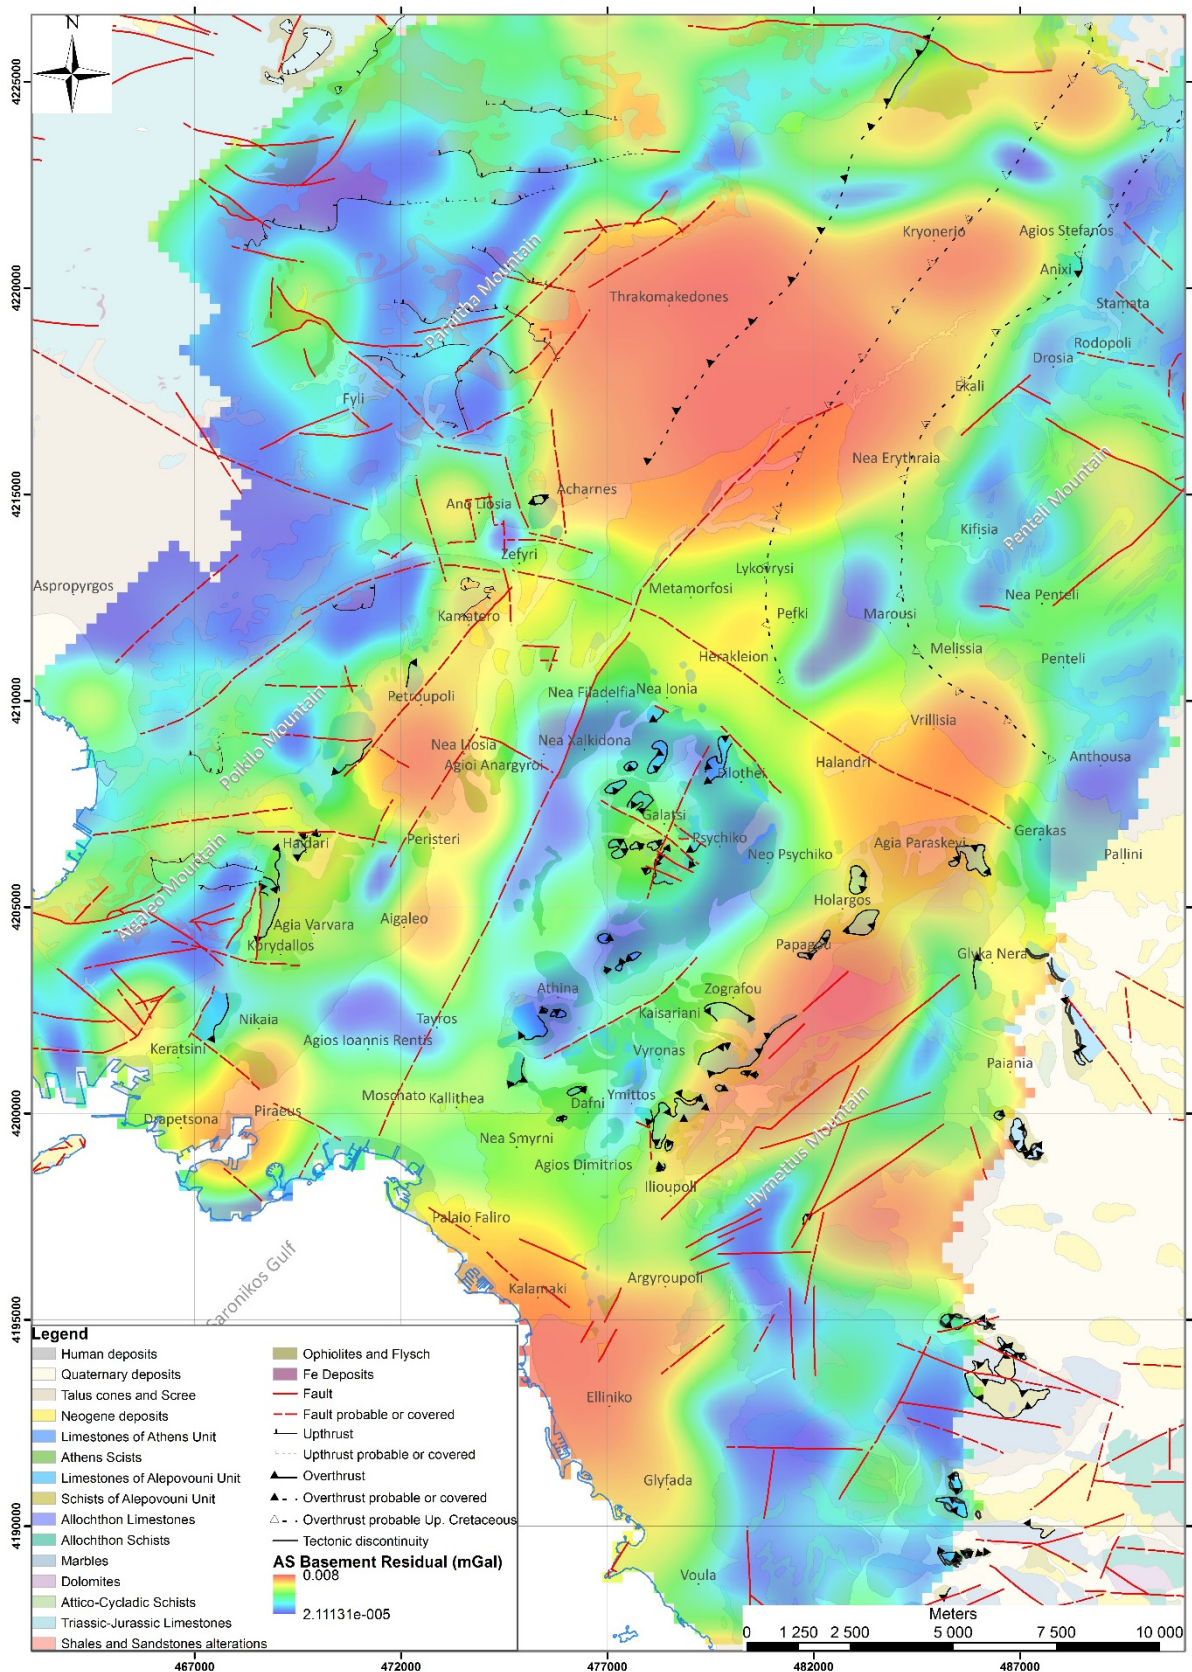 N
4225000
4225000
Kryonerio
Agios Stefanos
Anixi
Parnitha Mountain
Thrakomakedones
Stamata
4220000
4220000
Rodopoli
Drosia
Ekali
Fyli
Nea Erythraia
Penteli Mountain
Acharnes
Ano Liosia
4215000
4215000
Kifisia
Zefyri
Lykovrysi
Aspropyrgos
Metamorfosi
Nea Penteli
Kamatero
Pefki
Marousi
Melissia
Herakleion
Penteli
Petroupoli
Nea Filadelfia
Nea Ionia
4210000
4210000
Vrillisia
Poikilo Mountain
Nea Liosia
Nea Xalkidona
Anthousa
Agioi Anargyroi
Filothei
Halandri
Galatsi
Gerakas
Haidari
Peristeri
Psychiko
Agia Paraskevi
Neo Psychiko
Pallini
Aigaleo Mountain
Holargos
4205000
4205000
Agia Varvara
Aigaleo
Korydallos
Papagou
Glyka Nera
Athina
Zografou
Nikaia
Tayros
Kaisariani
Keratsini
Agios Ioannis Rentis
Vyronas
Paiania
Moschato
Kallithea
Dafni
Ymittos
Drapetsona
Piraeus
4200000
4200000
Nea Smyrni
Hymettus Mountain
Agios Dimitrios
Ilioupoli
Palaio Faliro
Saronikos Gulf
Argyroupoli
Kalamaki
4195000
4195000
Elliniko
Glyfada
4190000
4190000
Voula
Legend
Human deposits
Quaternary deposits
Talus cones and Scree
Neogene deposits
Limestones of Athens Unit
Athens Scists
Limestones of Alepovouni Unit
Schists of Alepovouni Unit
Allochthon Limestones
Allochthon Schists
Marbles
Dolomites
Attico-Cycladic Schists
Triassic-Jurassic Limestones
Shales and Sandstones alterations
Ophiolites and Flysch
Fe Deposits
Fault
Fault probable or covered
Upthrust
Upthrust probable or covered
Overthrust
Overthrust probable or covered
Overthrust probable Up. Cretaceous
Tectonic discontinuity
AS Basement Residual (mGal)
0.008
2.11131e-005
Meters
0 1 250 2 500 5 000 7 500 10 000
467000 472000 477000 482000 487000